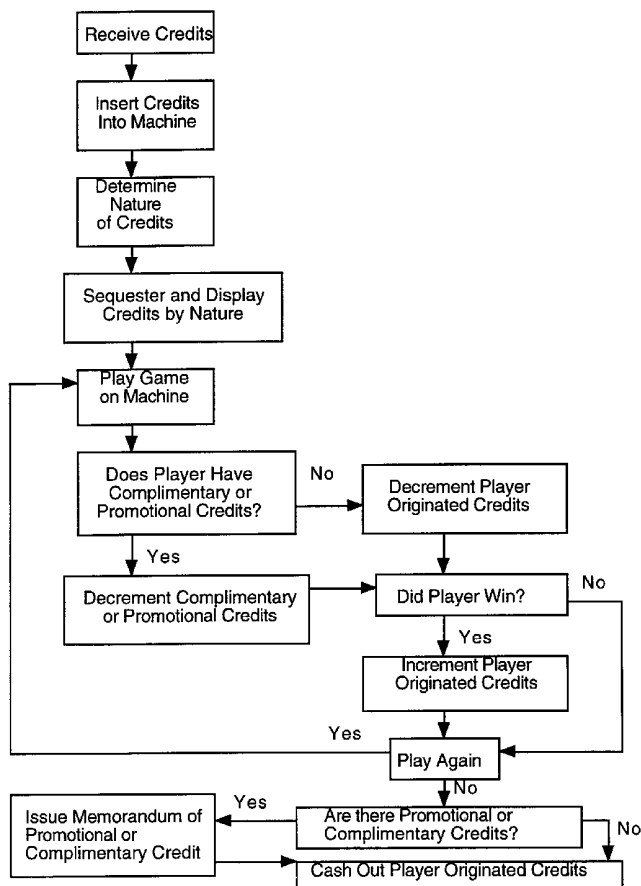 Receive Credits
Insert Credits
Into Machine
Determine
Nature
of Credits
Sequester and Display
Credits by Nature
Play Game
on Machine
Does Player Have
Complimentary or
Promotional Credits?
No
Decrement Player
Originated Credits
Yes
Decrement Complimentary
or Promotional Credits
Did Player Win?
No
Yes
Increment Player
Originated Credits
Yes
Play Again
No
Are there Promotional or
Complimentary Credits?
Yes
No
Issue Memorandum of
Promotional or
Complimentary Credit
Cash Out Player Originated Credits